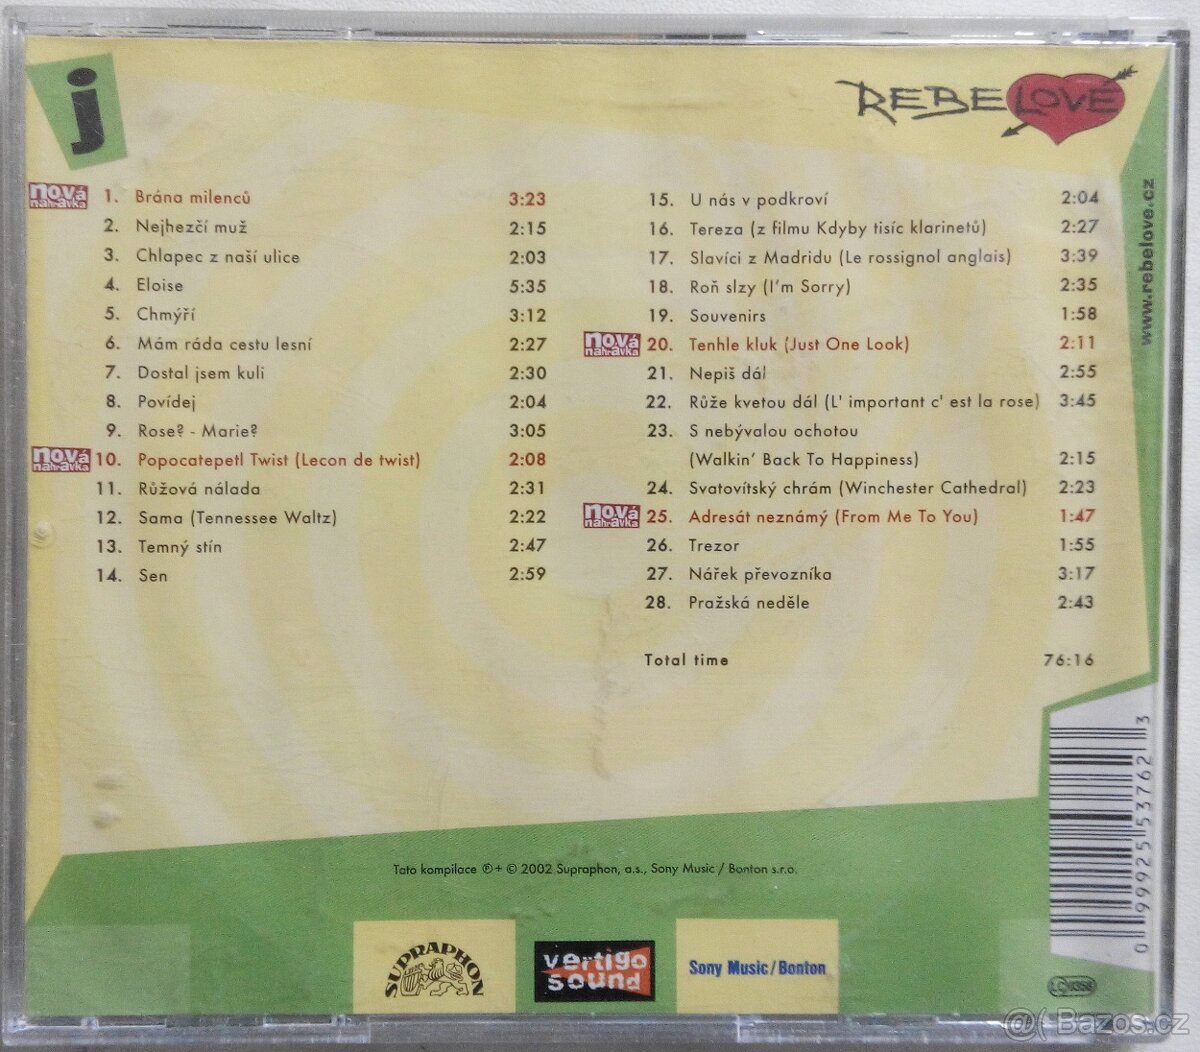 j
REBELOVE
www.rebelove.cz
nová nahrávka 1. Brána milenců 3:23
2. Nejhezčí muž 2:15
3. Chlapec z naší ulice 2:03
4. Eloise 5:35
5. Chmýří 3:12
6. Mám ráda cestu lesní 2:27
7. Dostal jsem kuli 2:30
8. Povídej 2:04
9. Rose? - Marie? 3:05
nová nahrávka 10. Popocatepetl Twist (Lecon de twist) 2:08
11. Růžová nálada 2:31
12. Sama (Tennessee Waltz) 2:22
13. Temný stín 2:47
14. Sen 2:59
15. U nás v podkroví 2:04
16. Tereza (z filmu Kdyby tisíc klarinetů) 2:27
17. Slavíci z Madridu (Le rossignol anglais) 3:39
18. Roň slzy (I'm Sorry) 2:35
19. Souvenirs 1:58
nová nahrávka 20. Tenhle kluk (Just One Look) 2:11
21. Nepiš dál 2:55
22. Růže kvetou dál (L' important c' est la rose) 3:45
23. S nebývalou ochotou
(Walkin' Back To Happiness) 2:15
24. Svatovítský chrám (Winchester Cathedral) 2:23
nová nahrávka 25. Adresát neznámý (From Me To You) 1:47
26. Trezor 1:55
27. Nářek převozníka 3:17
28. Pražská neděle 2:43
Total time 76:16
0 99925 53762 3
Tato kompilace ℗ + © 2002 Supraphon, a.s., Sony Music / Bonton s.r.o.
SUPRAPHON
vertigo
sound
Sony Music/Bonton
@( Bazos.cz